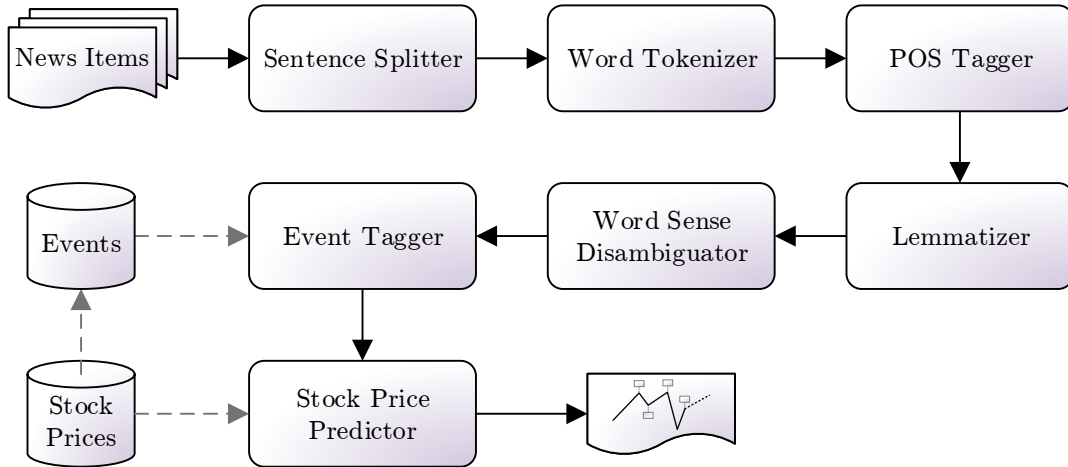 News Items
Sentence Splitter
Word Tokenizer
POS Tagger
Events
Event Tagger
Word Sense
Disambiguator
Lemmatizer
Stock
Prices
Stock Price
Predictor